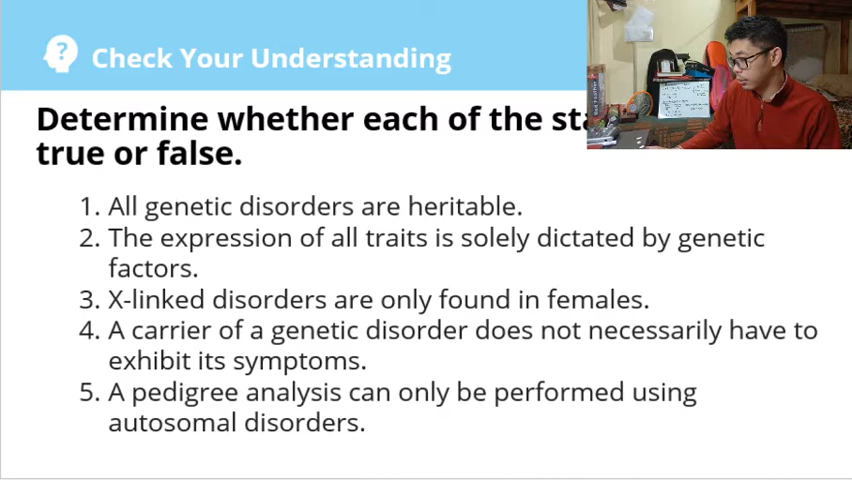 Check Your Understanding
Determine whether each of the
true or false.
1. All genetic disorders are heritable.
2. The expression of all traits is solely dictated by genetic
factors.
3. X-linked disorders are only found in females.
4. A carrier of a genetic disorder does not necessarily have to
exhibit its symptoms.
5. A pedigree analysis can only be performed using
autosomal disorders.